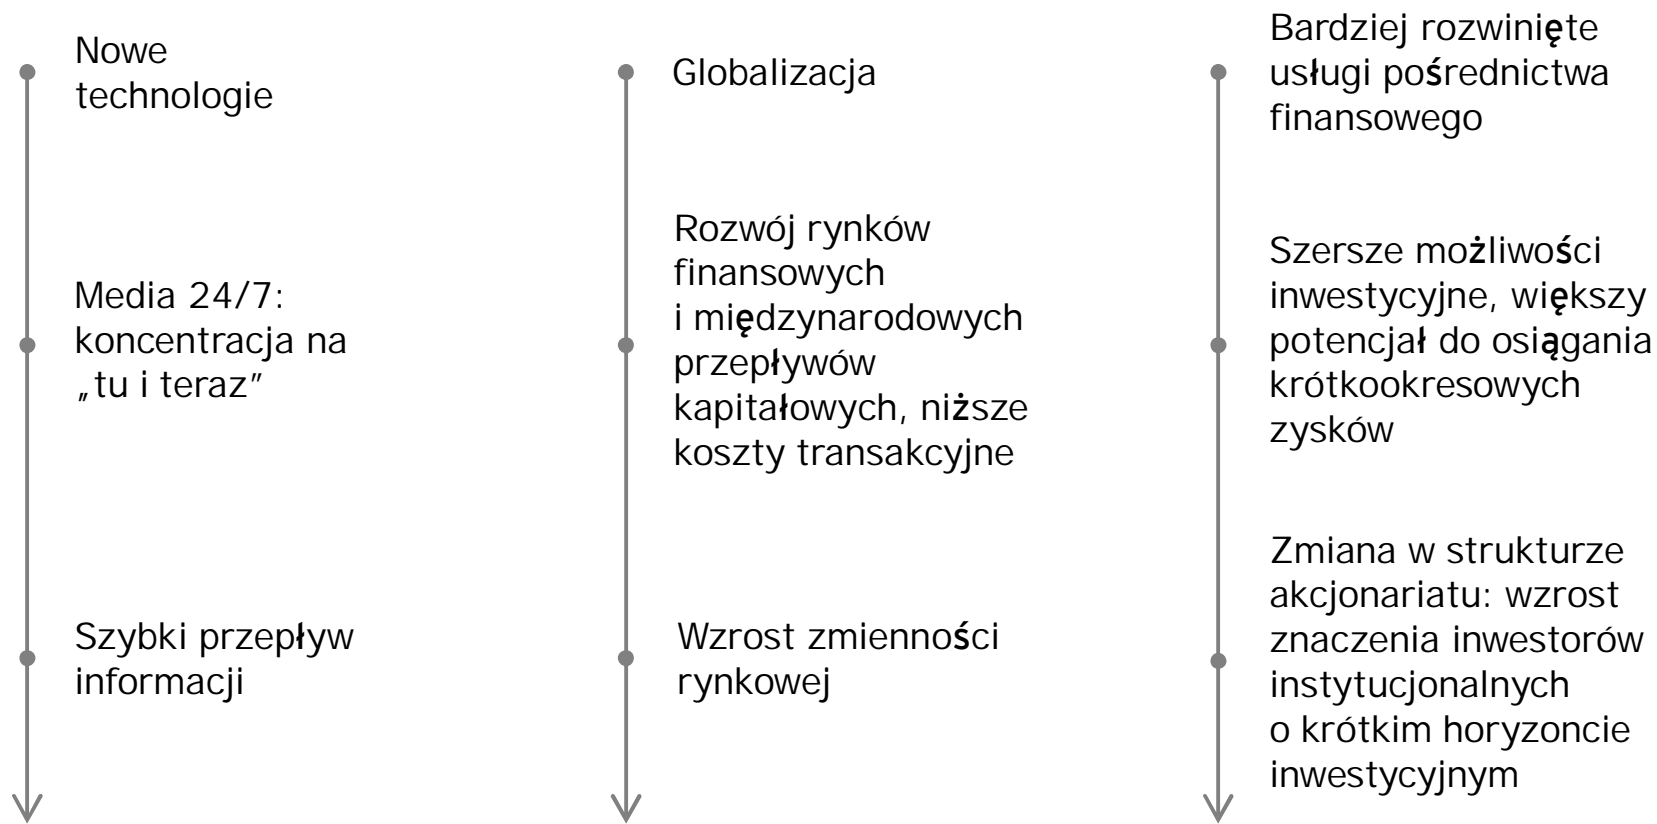 Nowe
technologie
Media 24/7:
koncentracja na
„tu i teraz”
Szybki przepływ
informacji
Globalizacja
Rozwój rynków
finansowych
i międzynarodowych
przepływów
kapitałowych, niższe
koszty transakcyjne
Wzrost zmienności
rynkowej
Bardziej rozwinięte
usługi pośrednictwa
finansowego
Szersze możliwości
inwestycyjne, większy
potencjał do osiągania
krótkookresowych
zysków
Zmiana w strukturze
akcjonariatu: wzrost
znaczenia inwestorów
instytucjonalnych
o krótkim horyzoncie
inwestycyjnym